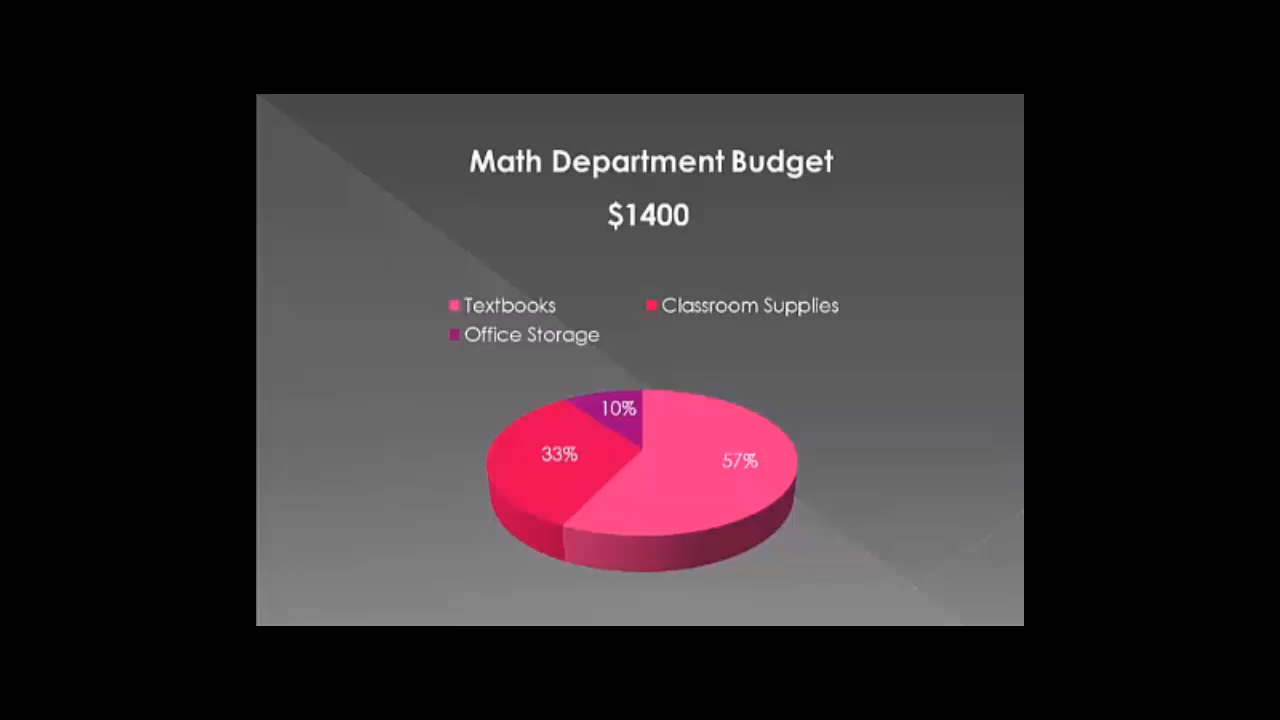 Math Department Budget
$1400
Textbooks Classroom Supplies
Office Storage
10%
33% 57%